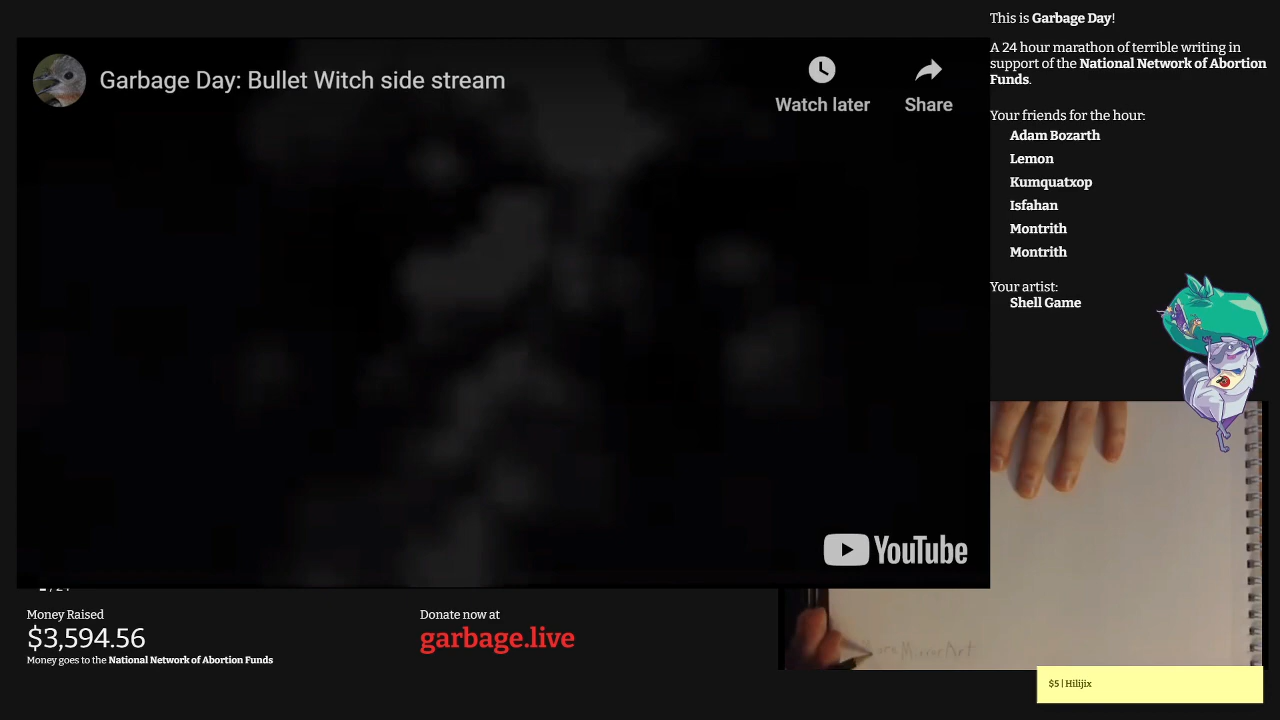 This is Garbage Day!
A 24 hour marathon of terrible writing in
support of the National Network of Abortion
Funds.
Garbage Day: Bullet Witch side stream
Watch later
Share
Your friends for the hour:
Adam Bozarth
Lemon
Kumquatxop
Isfahan
Montrith
Montrith
Your artist:
Shell Game
YouTube
Money Raised
$3,594.56
Money goes to the National Network of Abortion Funds
Donate now at
garbage.live
Mirror Art
$5 | Hilijix